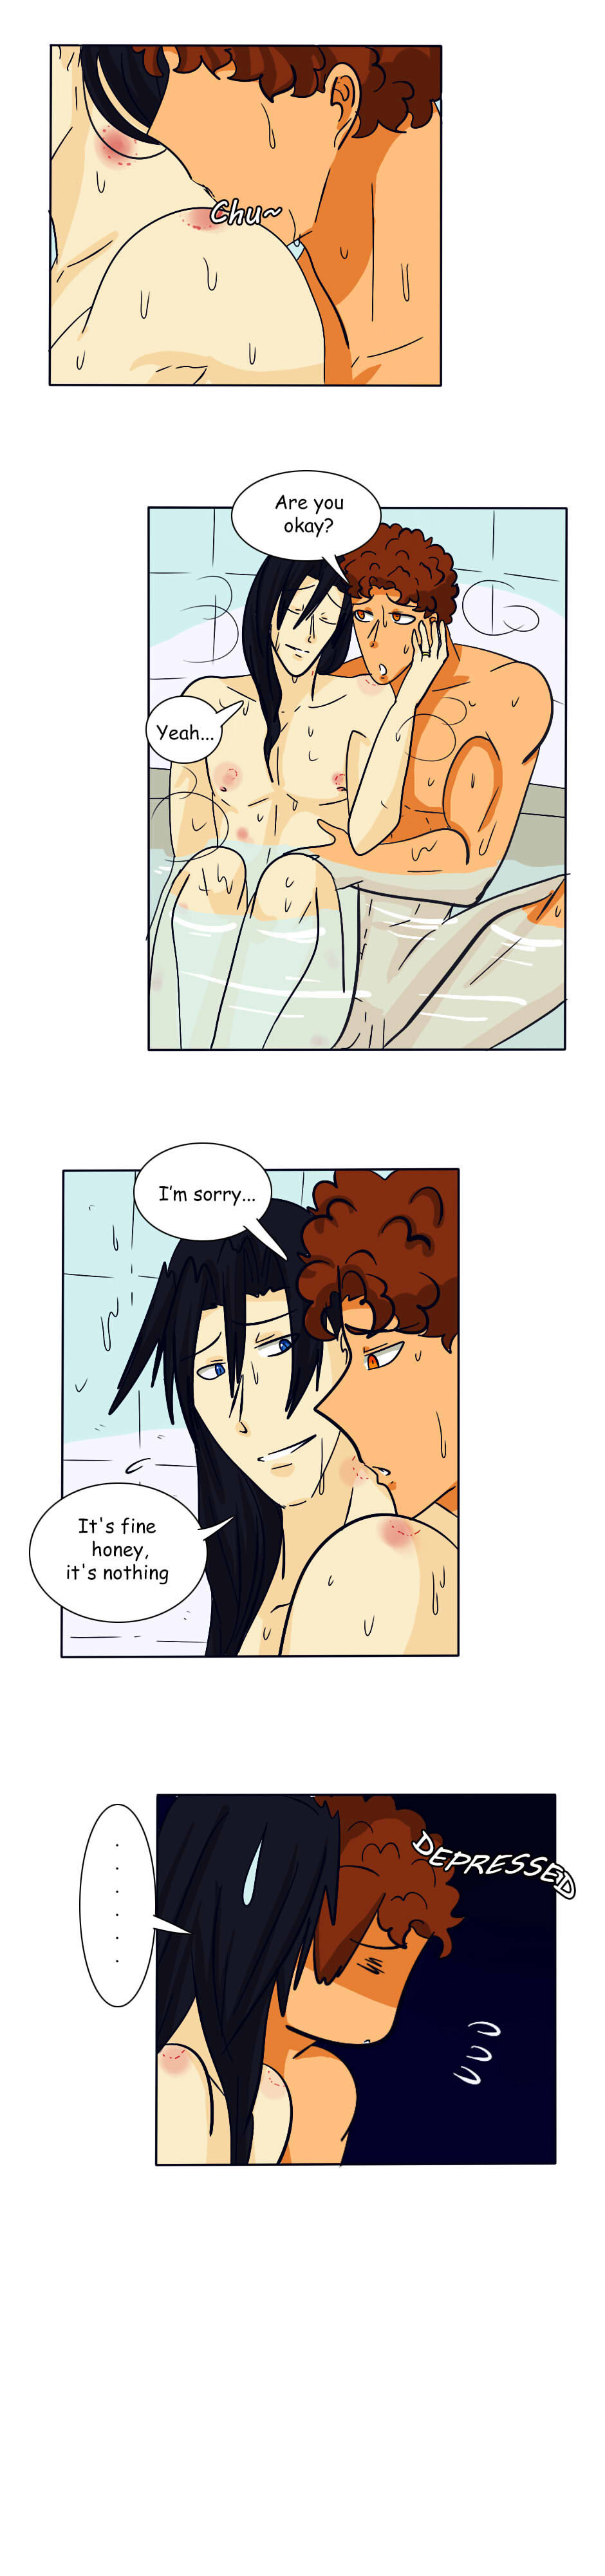 Chu~
Are you
okay?
Yeah...
I'm sorry...
It's fine
honey,
it's nothing
. . . . . .
DEPRESSED